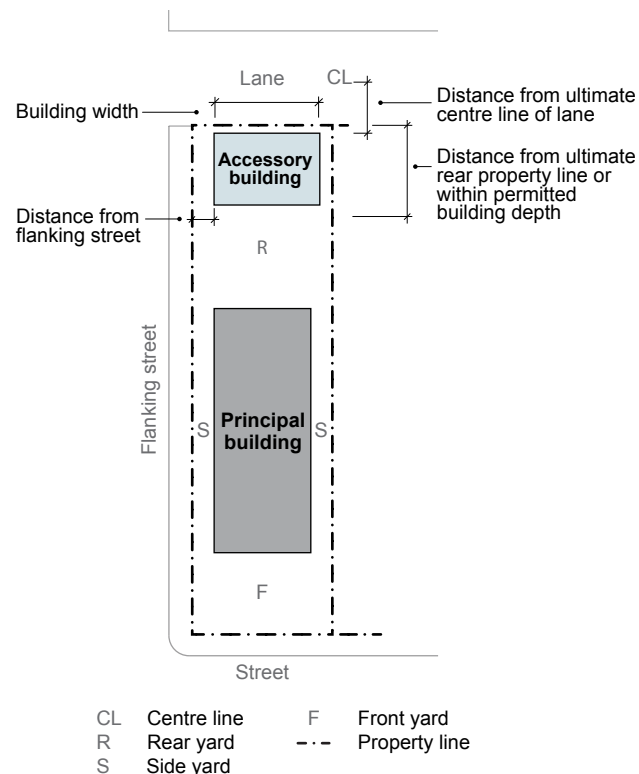 Lane
CL
Building width
Distance from ultimate
centre line of lane
Accessory
building
Distance from ultimate
rear property line or
within permitted
building depth
Distance from
flanking street
R
Flanking street
S
Principal
building
S
F
Street
CL Centre line
F Front yard
R Rear yard
Property line
S Side yard